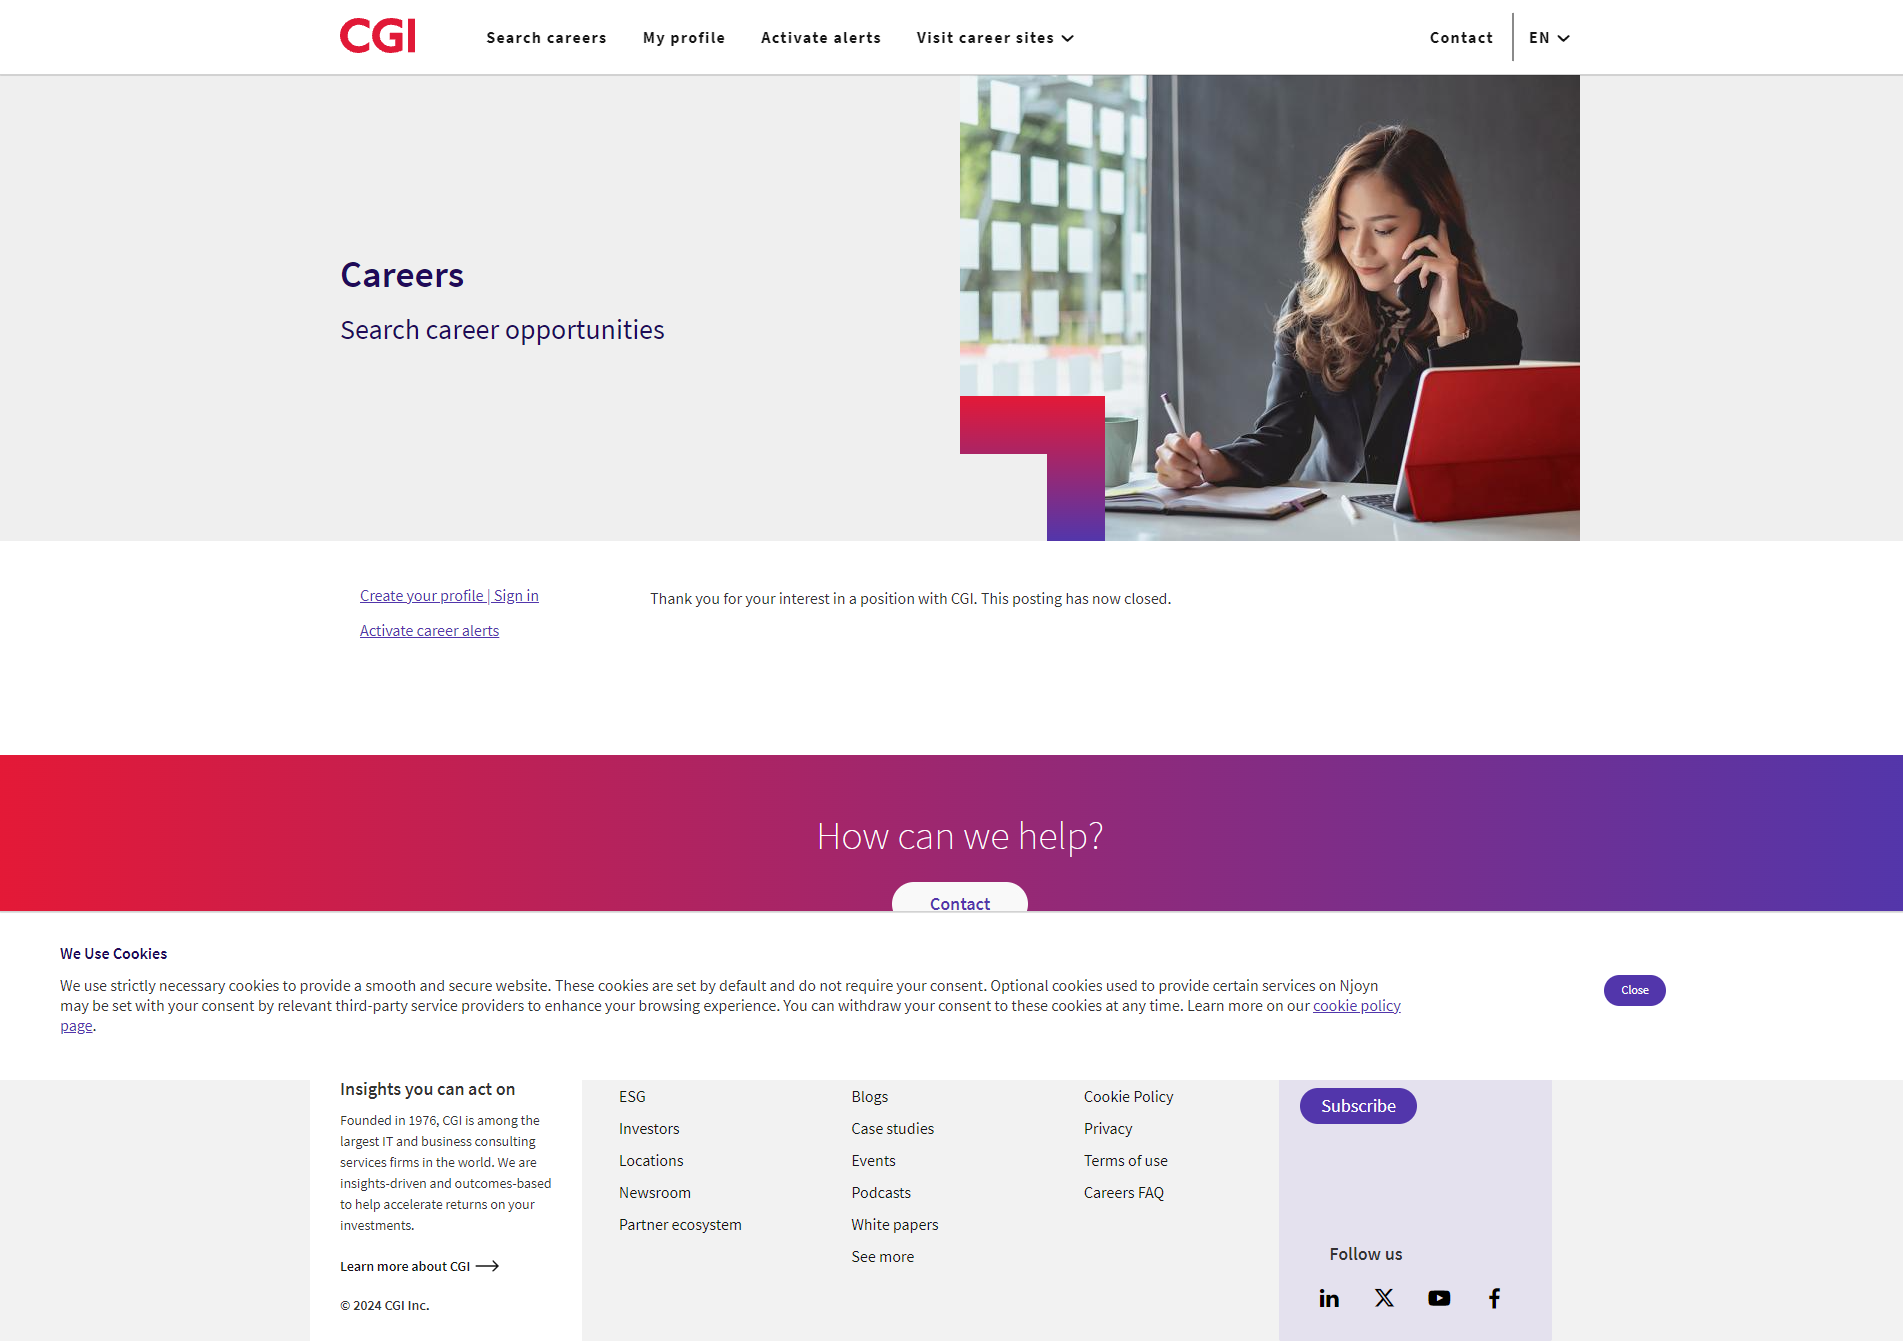 CGI
Search careers
My profile
Activate alerts
Visit career sites
Contact
EN
Careers
Search career opportunities
Create your profile | Sign in
Activate career alerts
Thank you for your interest in a position with CGI. This posting has now closed.
How can we help?
Contact
We Use Cookies
We use strictly necessary cookies to provide a smooth and secure website. These cookies are set by default and do not require your consent. Optional cookies used to provide certain services on Njoyn
may be set with your consent by relevant third-party service providers to enhance your browsing experience. You can withdraw your consent to these cookies at any time. Learn more on our cookie policy
page.
Close
Insights you can act on
Founded in 1976, CGI is among the
largest IT and business consulting
services firms in the world. We are
insights-driven and outcomes-based
to help accelerate returns on your
investments.
Learn more about CGI
© 2024 CGI Inc.
ESG
Investors
Locations
Newsroom
Partner ecosystem
Blogs
Case studies
Events
Podcasts
White papers
See more
Cookie Policy
Privacy
Terms of use
Careers FAQ
Subscribe
Follow us